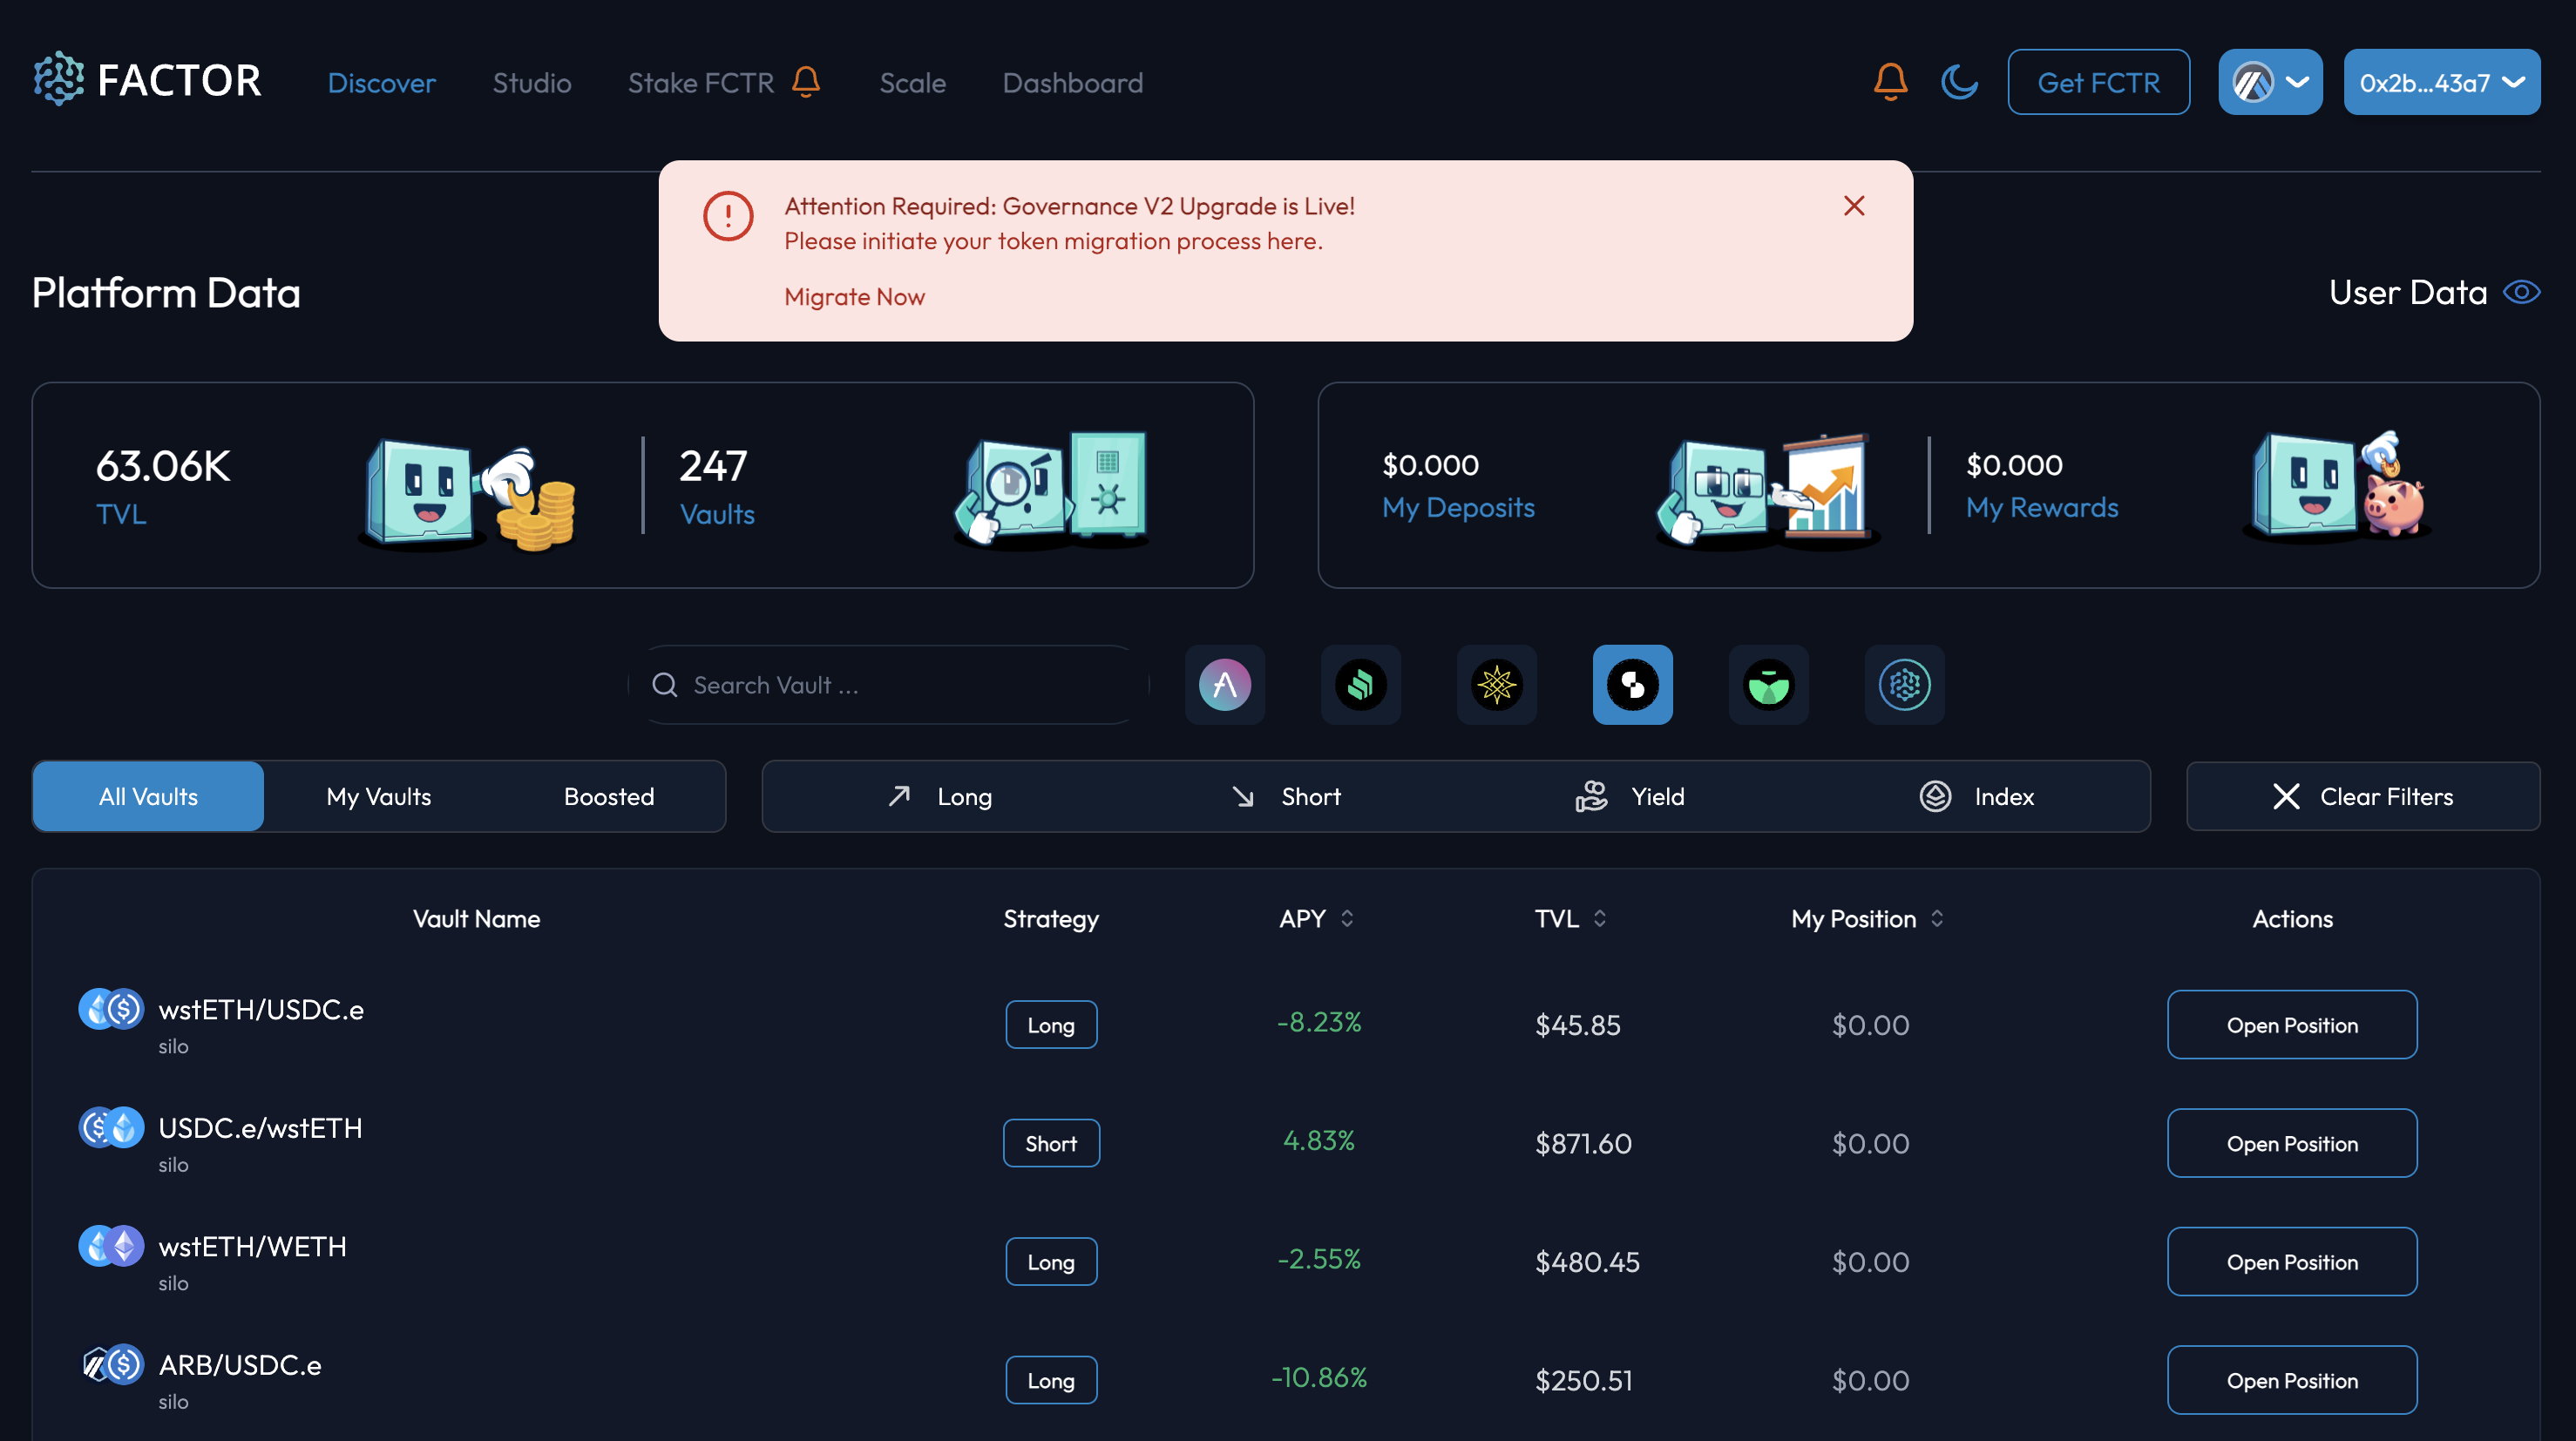 FACTOR
Discover
Studio
Stake FCTR
Scale
Dashboard
Get FCTR
0x2b...43a7
Attention Required: Governance V2 Upgrade is Live!
Please initiate your token migration process here.
Migrate Now
Platform Data
User Data
63.06K
TVL
247
Vaults
$0.000
My Deposits
$0.000
My Rewards
Search Vault ...
All Vaults
My Vaults
Boosted
Long
Short
Yield
Index
Clear Filters
Vault Name
Strategy
APY
TVL
My Position
Actions
wstETH/USDC.e
silo
Long
-8.23%
$45.85
$0.00
Open Position
USDC.e/wstETH
silo
Short
4.83%
$871.60
$0.00
Open Position
wstETH/WETH
silo
Long
-2.55%
$480.45
$0.00
Open Position
ARB/USDC.e
silo
Long
-10.86%
$250.51
$0.00
Open Position